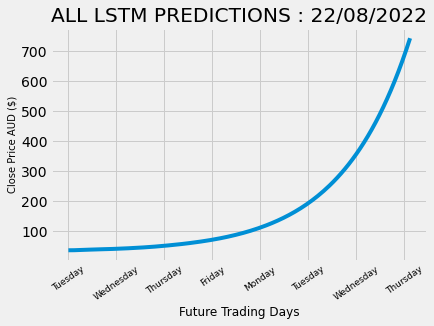 ALL LSTM PREDICTIONS : 22/08/2022
700
600
500
400
300
200
100
Close Price AUD ($)
Tuesday
Wednesday
Thursday
Friday
Monday
Tuesday
Wednesday
Thursday
Future Trading Days